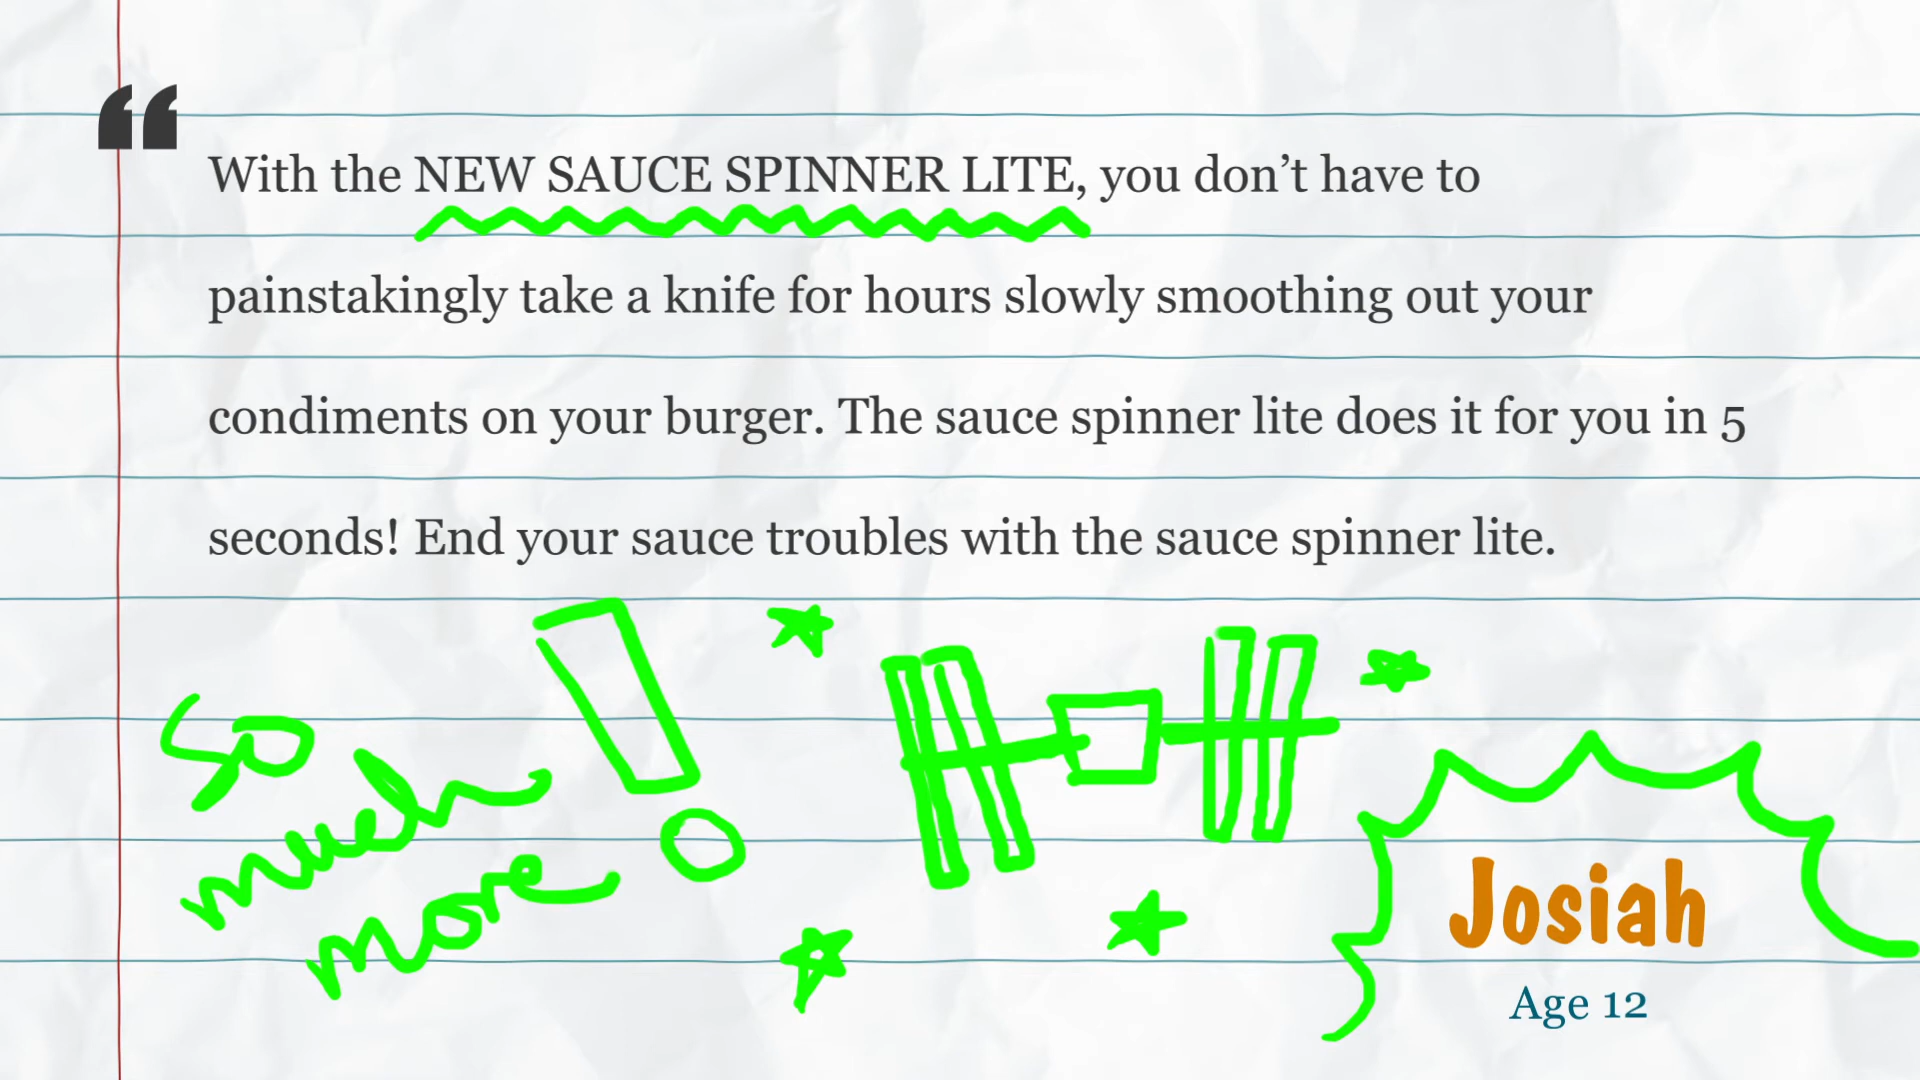 “
With the NEW SAUCE SPINNER LITE, you don’t have to
painstakingly take a knife for hours slowly smoothing out your
condiments on your burger. The sauce spinner lite does it for you in 5
seconds! End your sauce troubles with the sauce spinner lite.
so
much
more!
Josiah
Age 12